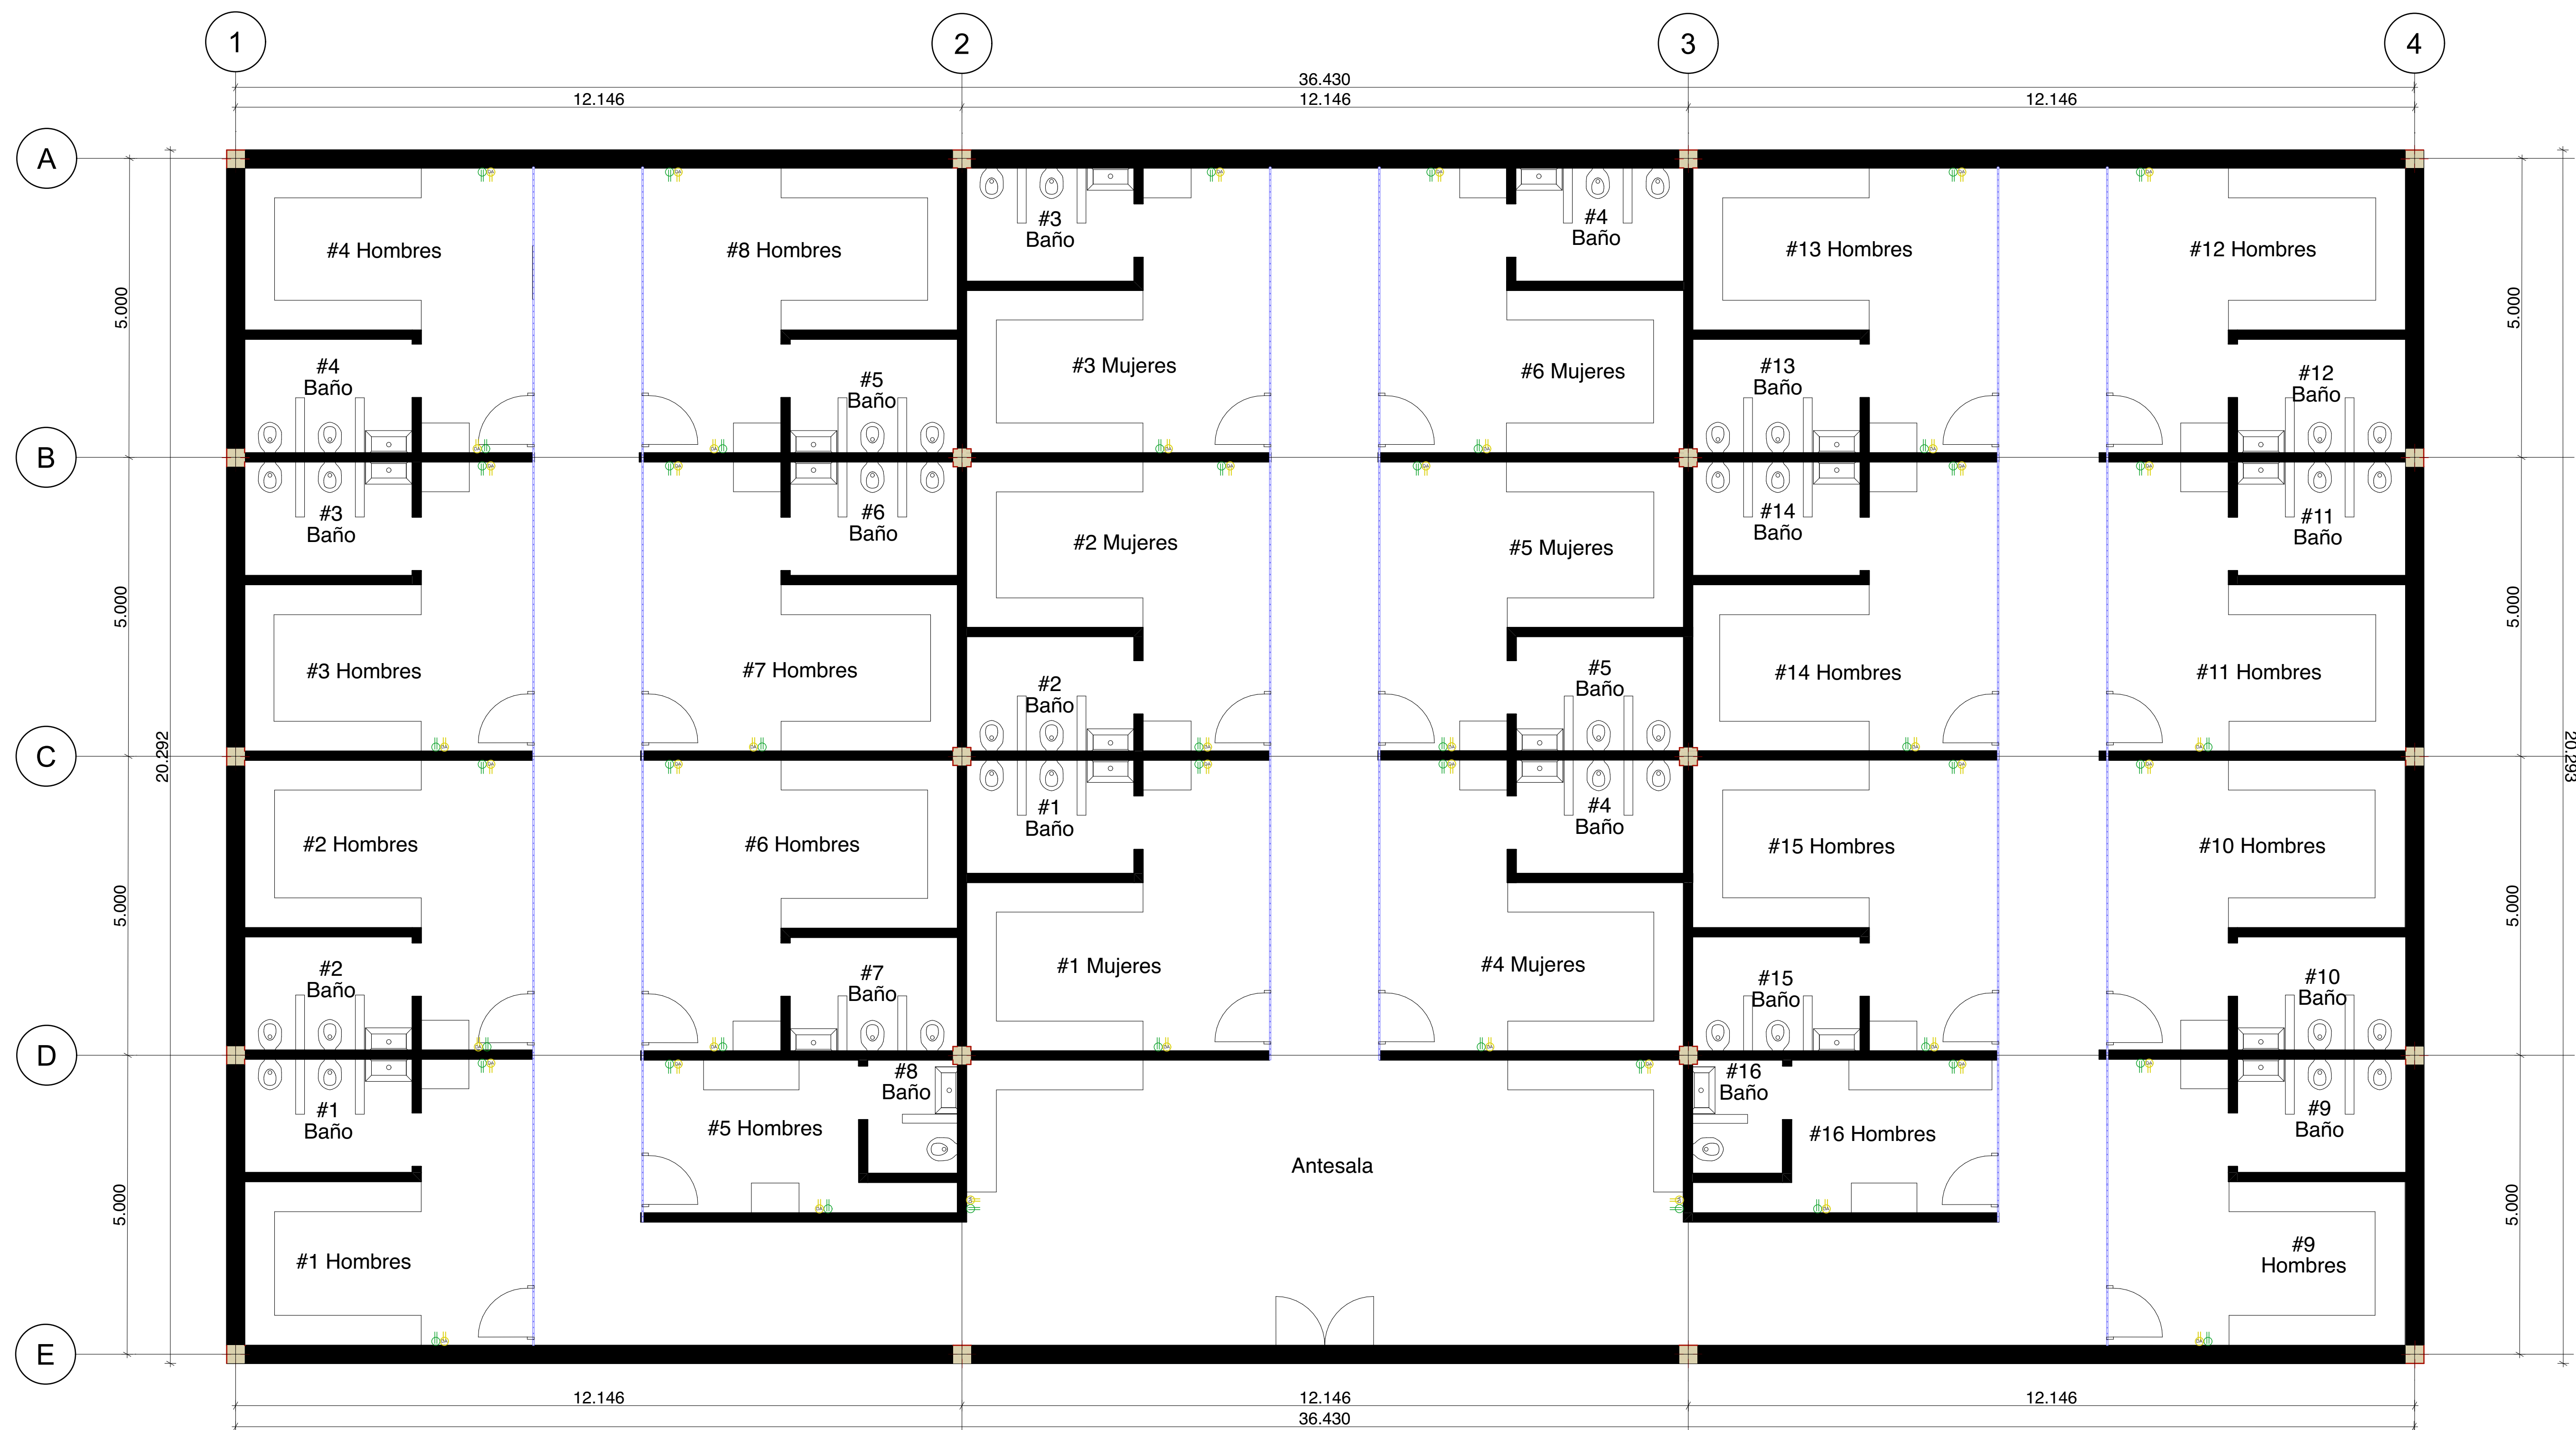 1
2
3
4
36.430
12.146
12.146
12.146
A
#4 Hombres
#8 Hombres
#3
Baño
#4
Baño
#13 Hombres
#12 Hombres
5.000
5.000
#4
Baño
#5
Baño
#3 Mujeres
#6 Mujeres
#13
Baño
#12
Baño
B
#3
Baño
#6
Baño
#2 Mujeres
#5 Mujeres
#14
Baño
#11
Baño
5.000
5.000
#3 Hombres
#7 Hombres
#2
Baño
#5
Baño
#14 Hombres
#11 Hombres
C
20.292
20.293
#2 Hombres
#6 Hombres
#1
Baño
#4
Baño
#15 Hombres
#10 Hombres
5.000
5.000
#2
Baño
#7
Baño
#1 Mujeres
#4 Mujeres
#15
Baño
#10
Baño
D
#1
Baño
#5 Hombres
#8
Baño
#16
Baño
#16 Hombres
#9
Baño
Antesala
5.000
5.000
#1 Hombres
#9
Hombres
E
12.146
12.146
12.146
36.430